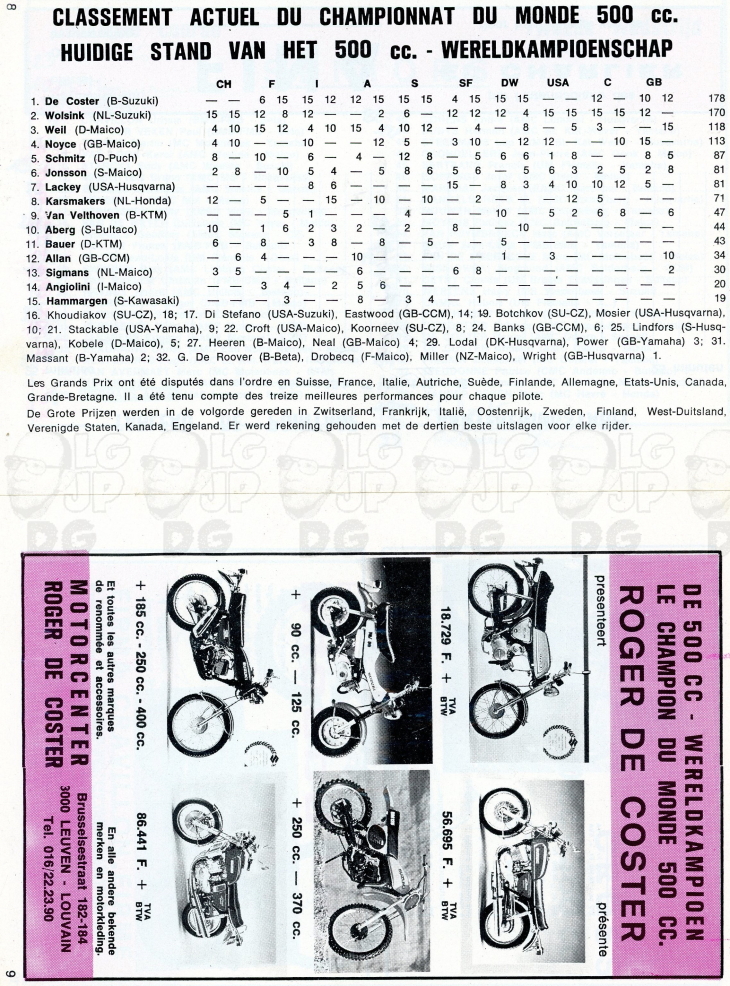 8
CLASSEMENT ACTUEL DU CHAMPIONNAT DU MONDE 500 cc.
HUIDIGE STAND VAN HET 500 cc. - WERELDKAMPIOENSCHAP
CH F I A S SF DW USA C GB
1. De Coster (B-Suzuki) — — 6 15 15 12 12 15 15 15 4 15 15 15 — — 12 — 10 12 178
2. Wolsink (NL-Suzuki) 15 15 12 8 12 — — 2 6 — 12 12 12 4 15 15 15 15 12 — 170
3. Weil (D-Maico) 4 10 15 12 4 10 15 4 10 12 — 4 — 8 — 5 3 — — 15 118
4. Noyce (GB-Maico) 4 10 — — 10 — — 12 5 — 3 10 — 12 12 — — 10 15 — 113
5. Schmitz (D-Puch) 8 — 10 — 6 — 4 — 12 8 — 5 6 6 1 8 — — 8 5 87
6. Jonsson (S-Maico) 2 8 — 10 5 4 — 5 8 6 5 6 — 5 6 3 2 5 2 8 81
7. Lackey (USA-Husqvarna) — — — — 8 6 — — — — 15 — 8 3 4 10 10 12 5 — 81
8. Karsmakers (NL-Honda) 12 — 5 — — 15 — 10 — 10 — 2 — — — 12 5 — — — 71
9. Van Velthoven (B-KTM) — — — 5 1 — — — 4 — — — 10 — 5 2 6 8 — 6 47
10. Aberg (S-Bultaco) 10 — 1 6 2 3 2 — 2 — 8 — — 10 — — — — — — 44
11. Bauer (D-KTM) 6 — 8 — 3 8 — 8 — 5 — — 5 — — — — — — — 43
12. Allan (GB-CCM) — 6 4 — — — 10 — — — — — 1 — 3 — — — — 10 34
13. Sigmans (NL-Maico) 3 5 — — — — 6 — — — 6 8 — — — — — — — 2 30
14. Angiolini (I-Maico) — — 3 4 — 2 5 6 — — — — — — — — — — — — 20
15. Hammargen (S-Kawasaki) — — — 3 — — 8 — 3 4 — 1 — — — — — — — — 19
16. Khoudiakov (SU-CZ), 18; 17. Di Stefano (USA-Suzuki), Eastwood (GB-CCM), 14; 19. Botchkov (SU-CZ), Mosier (USA-Husqvarna),
10; 21. Stackable (USA-Yamaha), 9; 22. Croft (USA-Maico), Koorneev (SU-CZ), 8; 24. Banks (GB-CCM), 6; 25. Lindfors (S-Husq-
varna), Kobele (D-Maico), 5; 27. Heeren (B-Maico), Neal (GB-Maico) 4; 29. Lodal (DK-Husqvarna), Power (GB-Yamaha) 3; 31.
Massant (B-Yamaha) 2; 32. G. De Roover (B-Beta), Drobecq (F-Maico), Miller (NZ-Maico), Wright (GB-Husqvarna) 1.
Les Grands Prix ont été disputés dans l'ordre en Suisse, France, Italie, Autriche, Suède, Finlande, Allemagne, Etats-Unis, Canada,
Grande-Bretagne. Il a été tenu compte des treize meilleures performances pour chaque pilote.
De Grote Prijzen werden in de volgorde gereden in Zwitserland, Frankrijk, Italië, Oostenrijk, Zweden, Finland, West-Duitsland,
Verenigde Staten, Kanada, Engeland. Er werd rekening gehouden met de dertien beste uitslagen voor elke rijder.
LGJP DG LGJP DG LGJP DG LGJP DG LGJP DG
DE 500 CC - WERELDKAMPIOEN
LE CHAMPION DU MONDE 500 CC.
ROGER DE COSTER
presenteert présente
18.729 F. + TVA BTW
56.695 F. + TVA BTW
+ 90 cc. — 125 cc.
+ 250 cc. — 370 cc.
+ 185 cc. - 250 cc. - 400 cc.
86.441 F. + TVA BTW
Et toutes les autres marques
de renommée et accessoires.
En alle andere bekende
merken en motorkleding.
MOTORCENTER
ROGER DE COSTER
Brusselsestraat 182-184
3000 LEUVEN - LOUVAIN
Tel. 016/22.23.90
9